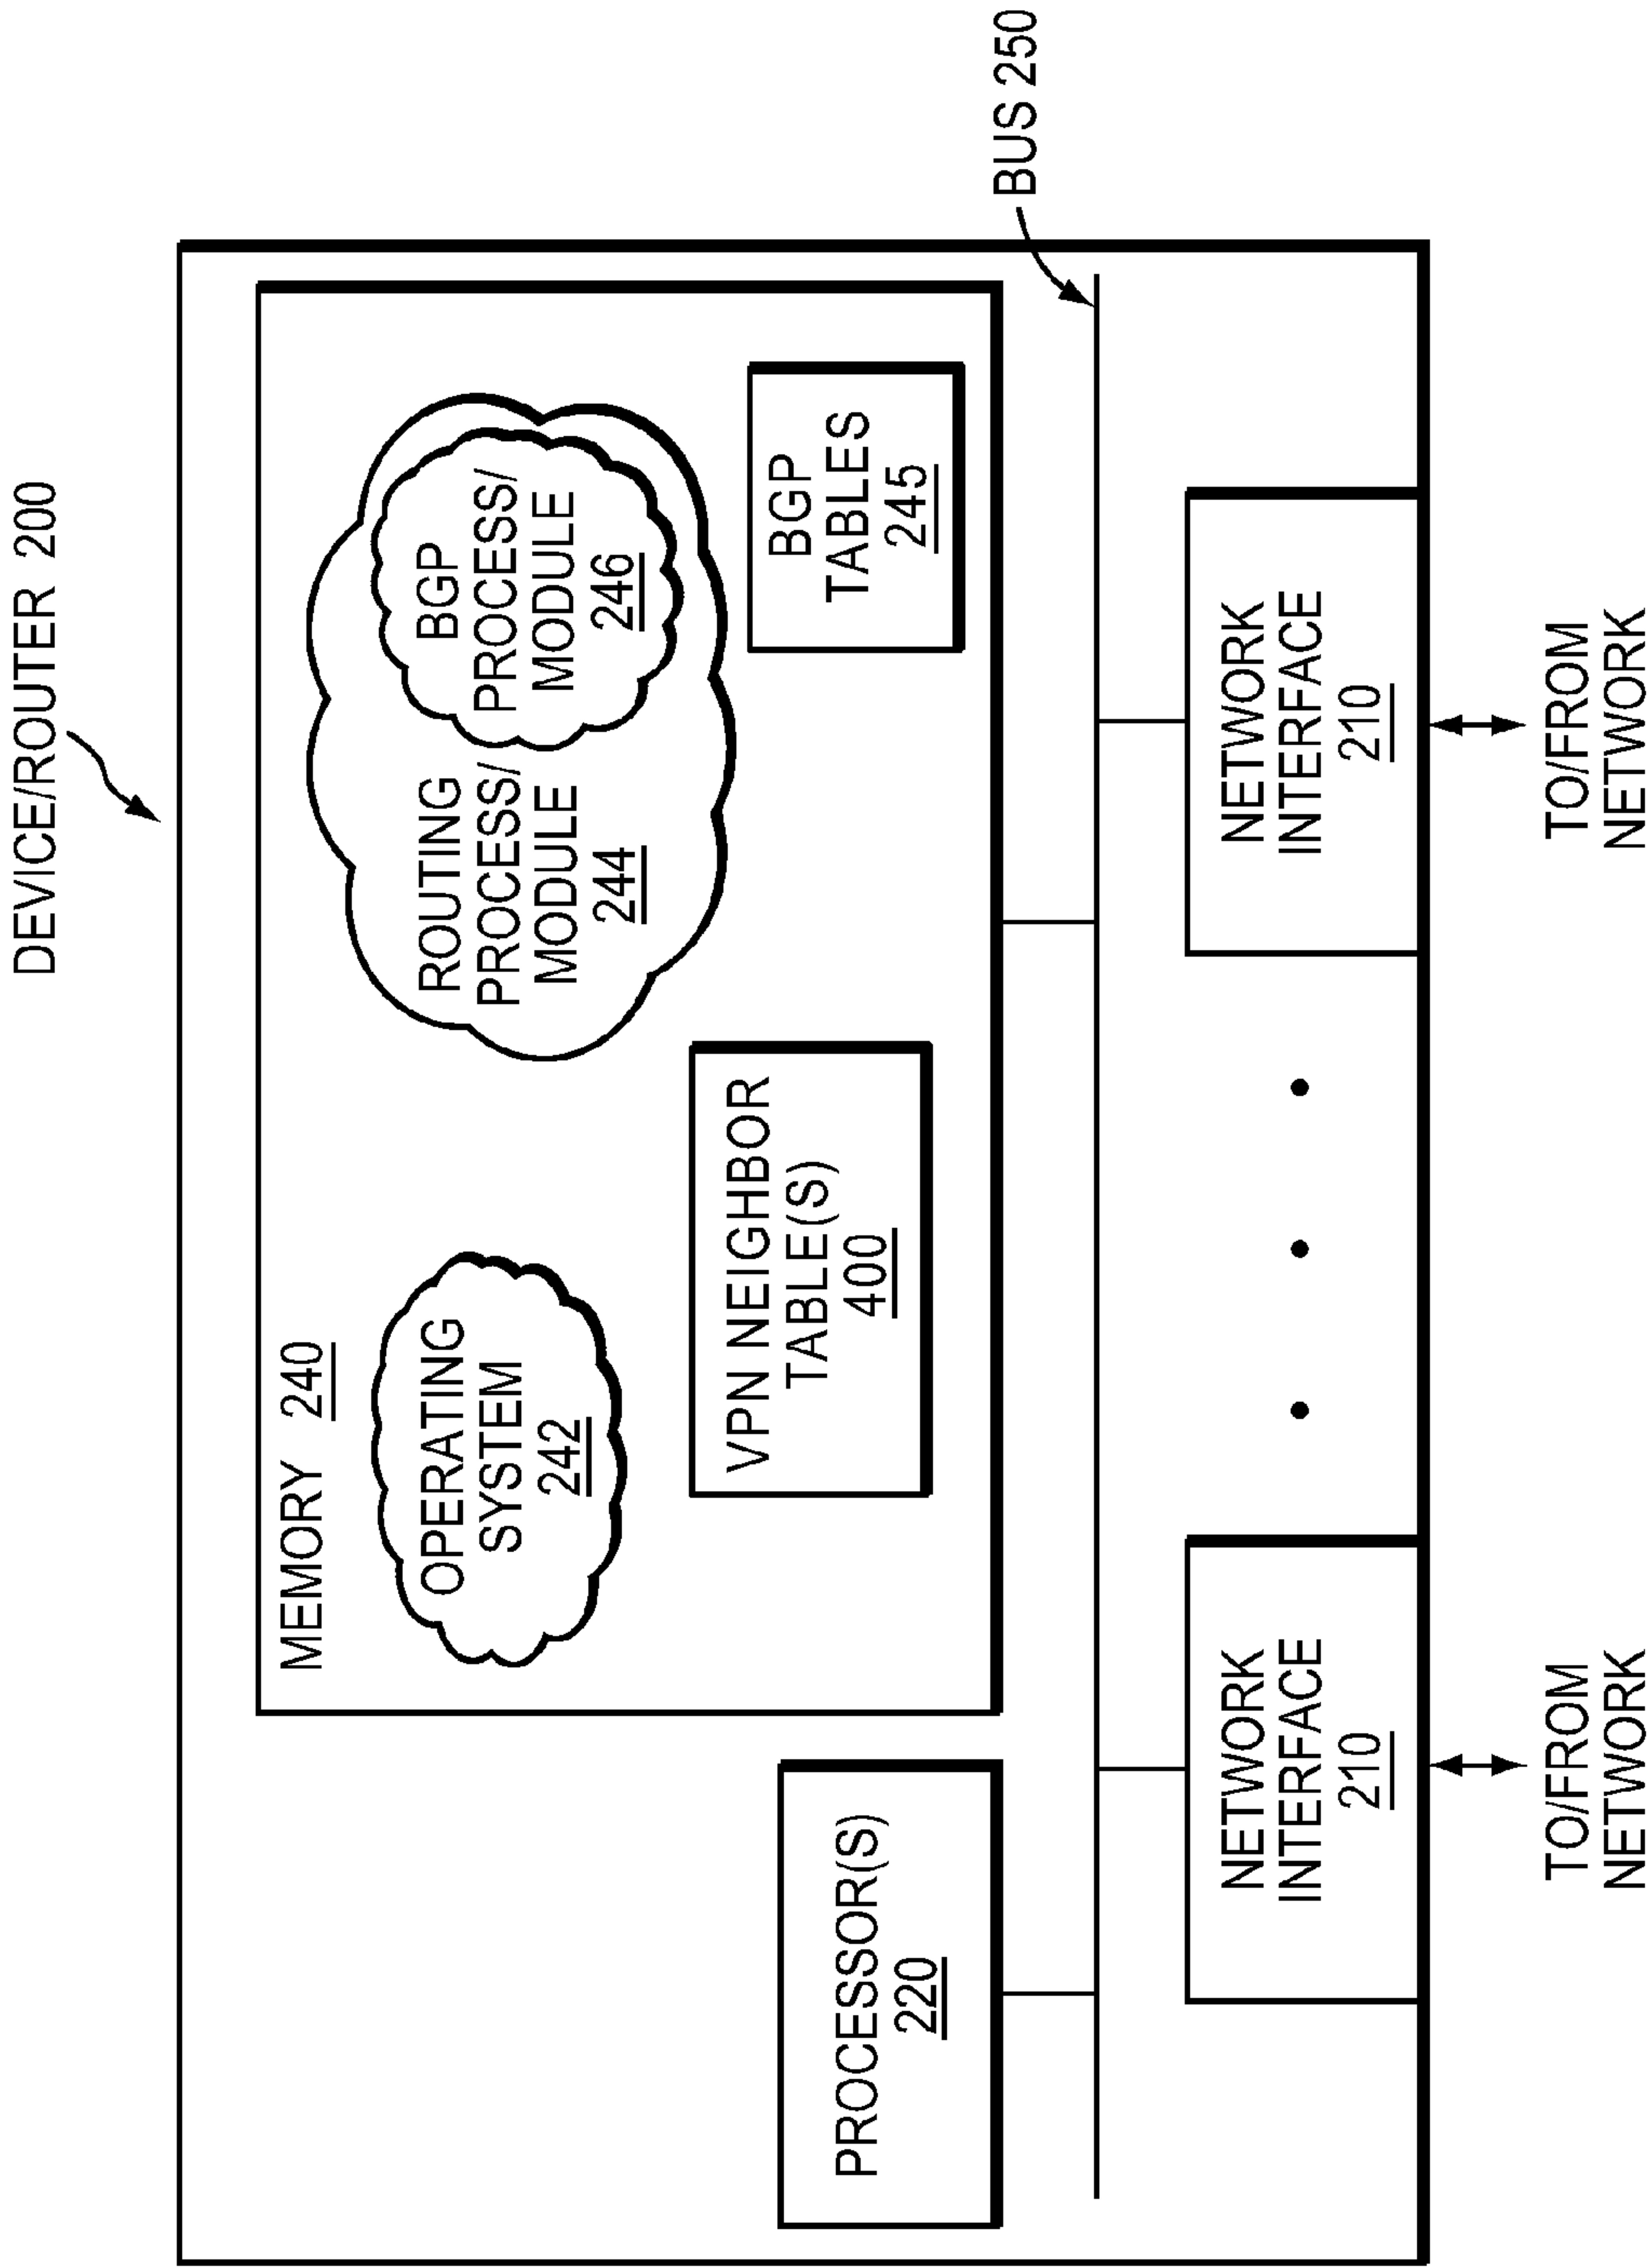 DEVICE/ROUTER 200
MEMORY 240
OPERATING
SYSTEM
242
ROUTING
PROCESS/
MODULE
244
BGP
PROCESS/
MODULE
246
VPN NEIGHBOR
TABLE(S)
400
BGP
TABLES
245
PROCESSOR(S)
220
BUS 250
NETWORK
INTERFACE
210
NETWORK
INTERFACE
210
TO/FROM
NETWORK
TO/FROM
NETWORK